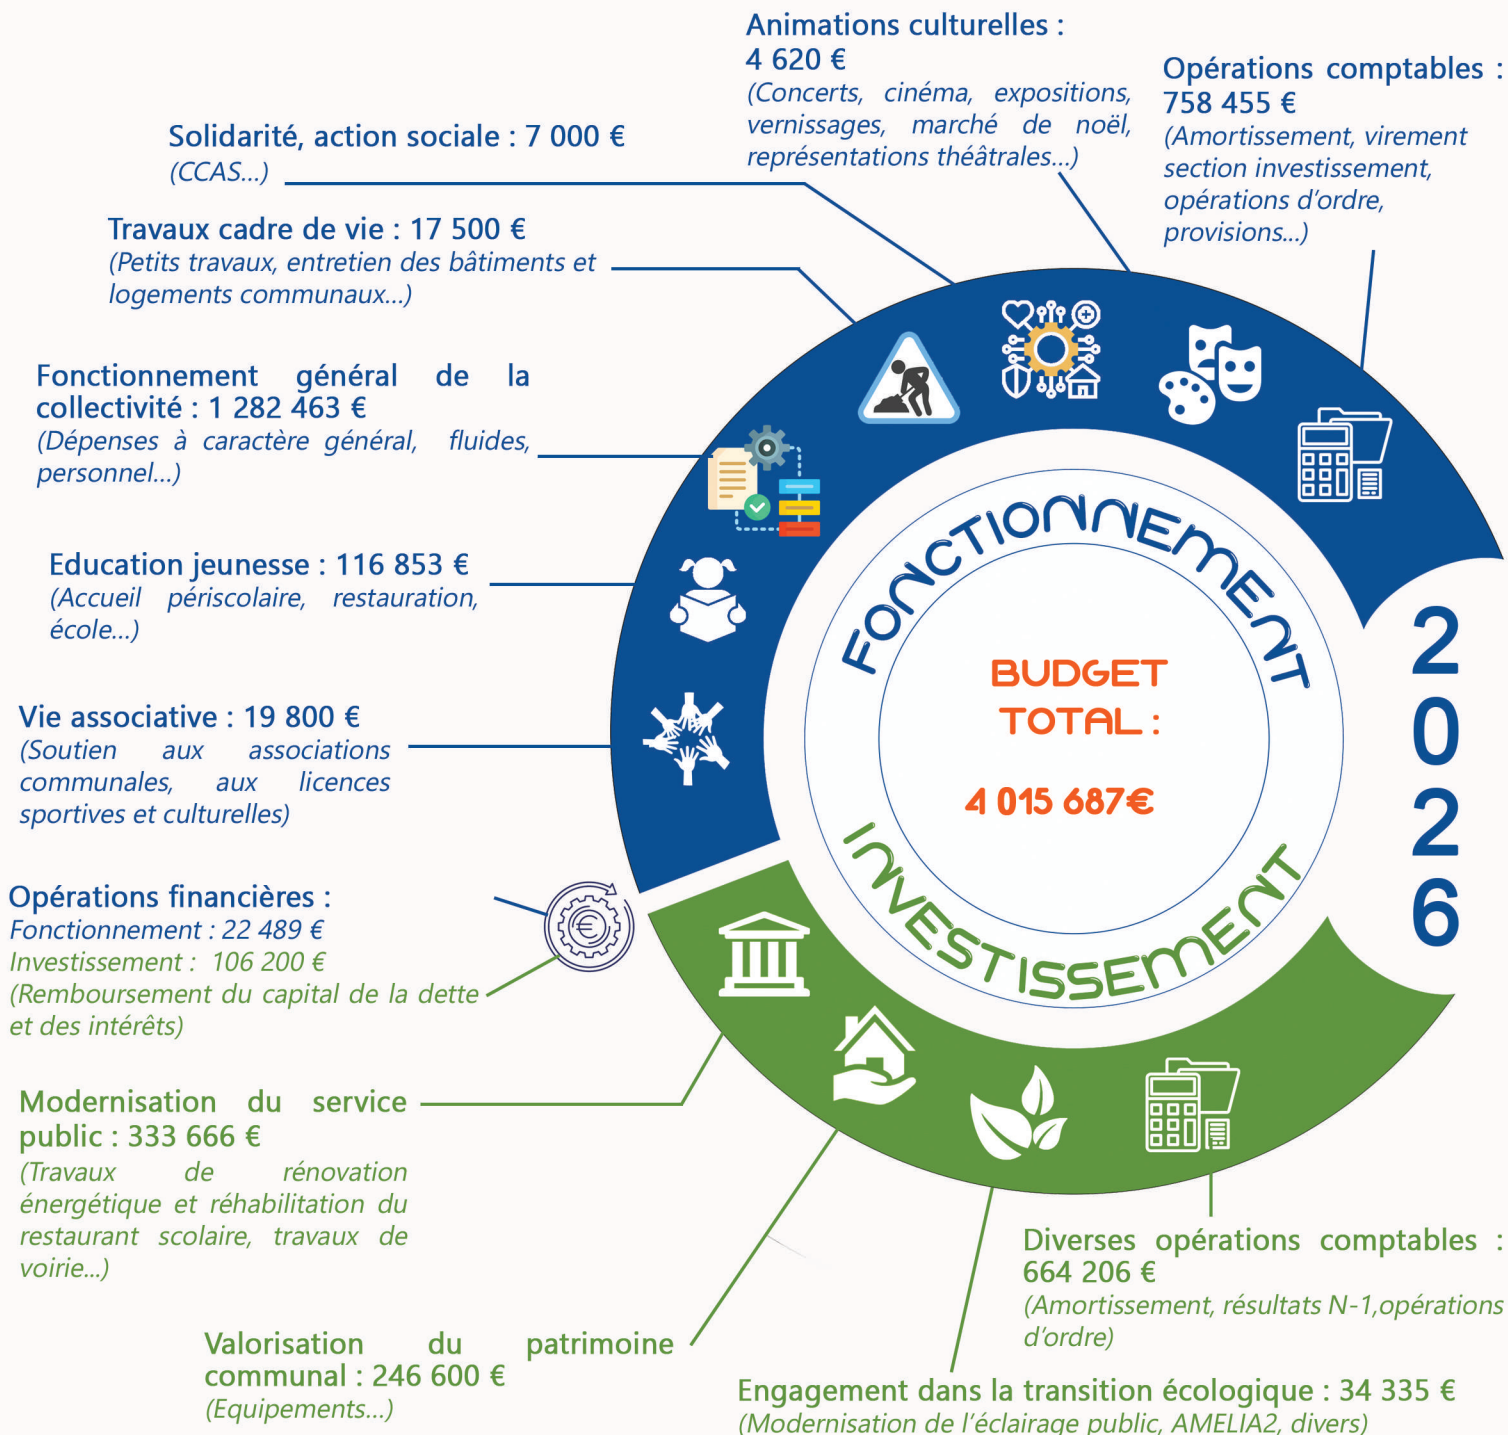 Animations culturelles :
4 620 €
(Concerts, cinéma, expositions,
vernissages, marché de noël,
représentations théâtrales...)
Opérations comptables :
758 455 €
(Amortissement, virement
section investissement,
opérations d'ordre,
provisions...)
Solidarité, action sociale : 7 000 €
(CCAS...)
Travaux cadre de vie : 17 500 €
(Petits travaux, entretien des bâtiments et
logements communaux...)
Fonctionnement général de la
collectivité : 1 282 463 €
(Dépenses à caractère général, fluides,
personnel...)
Education jeunesse : 116 853 €
(Accueil périscolaire, restauration,
école...)
Vie associative : 19 800 €
(Soutien aux associations
communales, aux licences
sportives et culturelles)
Opérations financières :
Fonctionnement : 22 489 €
Investissement : 106 200 €
(Remboursement du capital de la dette
et des intérêts)
FONCTIONNEMENT
BUDGET
TOTAL :
4 015 687€
INVESTISSEMENT
2
0
2
6
Modernisation du service
public : 333 666 €
(Travaux de rénovation
énergétique et réhabilitation du
restaurant scolaire, travaux de
voirie...)
Valorisation du patrimoine
communal : 246 600 €
(Equipements...)
Diverses opérations comptables :
664 206 €
(Amortissement, résultats N-1,opérations
d'ordre)
Engagement dans la transition écologique : 34 335 €
(Modernisation de l'éclairage public, AMELIA2, divers)